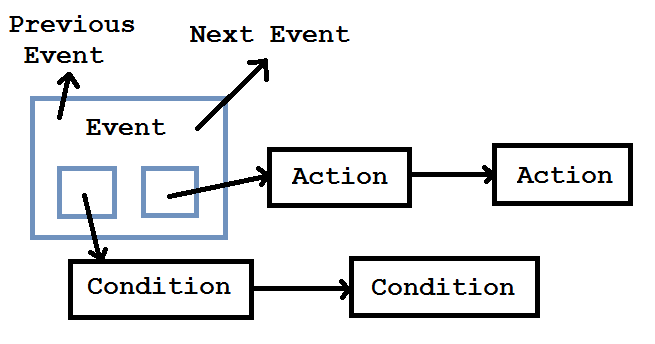 Previous
Event
Next Event
Event
Action
Action
Condition
Condition